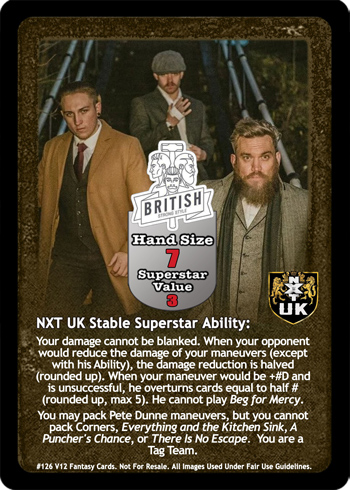 BRITISH
STRONG STYLE
Hand Size
7
Superstar
Value
3
NXT
UK
NXT UK Stable Superstar Ability:
Your damage cannot be blanked. When your opponent
would reduce the damage of your maneuvers (except
with his Ability), the damage reduction is halved
(rounded up). When your maneuver would be +#D and
is unsuccessful, he overturns cards equal to half #
(rounded up, max 5). He cannot play Beg for Mercy.
You may pack Pete Dunne maneuvers, but you cannot
pack Corners, Everything and the Kitchen Sink, A
Puncher's Chance, or There Is No Escape.  You are a
Tag Team.
#126 V12 Fantasy Cards. Not For Resale. All Images Used Under Fair Use Guidelines.